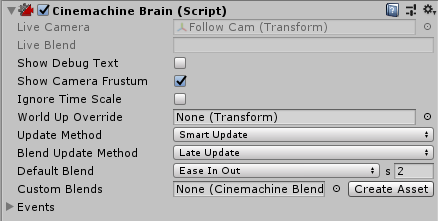 Cinemachine Brain (Script)
Live Camera Follow Cam (Transform)
Live Blend
Show Debug Text
Show Camera Frustum
Ignore Time Scale
World Up Override None (Transform)
Update Method Smart Update
Blend Update Method Late Update
Default Blend Ease In Out s 2
Custom Blends None (Cinemachine Blend Create Asset
Events